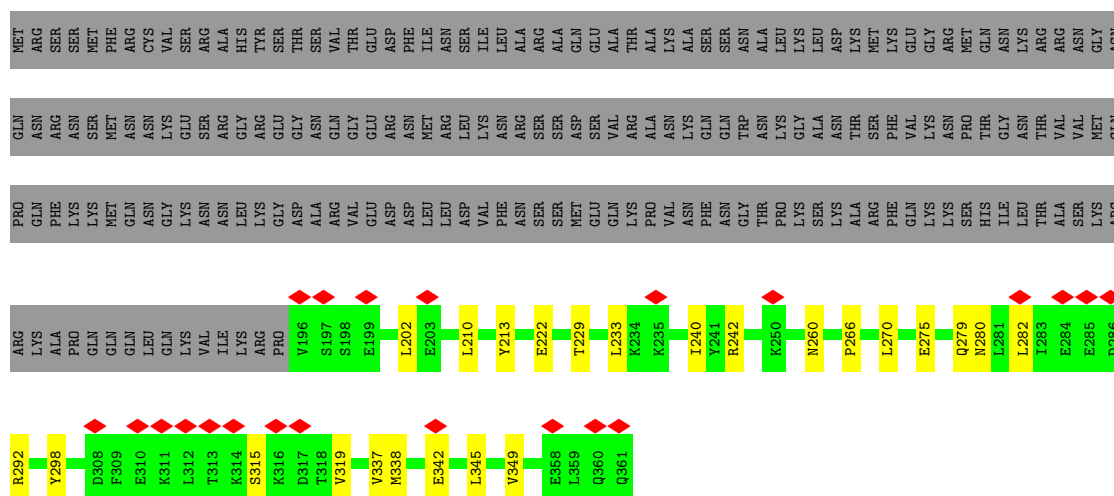 MET ARG SER SER MET PHE ARG CYS VAL SER ARG ALA HIS TYR SER THR SER VAL THR GLU ASP PHE ILE ASN SER ILE LEU ALA ARG ALA GLN GLU ALA THR ALA LYS ALA SER SER ASN ALA LEU LYS LEU ASP LYS MET LYS GLU GLY ARG MET GLN ASN LYS ARG ARG ASN GLY ASN
GLN ASN ARG ASN SER MET ASN ASN LYS GLU SER ARG GLY ARG GLU GLY ASN GLN GLY GLU ARG ASN MET ARG LEU LYS ASN ARG SER SER ASP SER VAL ARG ALA ASN LYS GLN GLN TRP ASN LYS GLY ALA ASN THR SER PHE VAL LYS ASN PRO THR GLY ASN THR VAL VAL MET GLN
PRO GLN PHE LYS LYS MET GLN ASN GLY LYS ASN ASN LEU LYS GLY ASP ALA ARG VAL GLU ASP ASP LEU LEU ASP VAL PHE ASN SER SER MET GLU GLN LYS PRO VAL ASN PHE ASN GLY THR PRO LYS SER LYS ALA ARG PHE GLN LYS LYS SER HIS ILE LEU THR ALA SER LYS ARG
ARG LYS ALA PRO GLN GLN GLN LEU GLN LYS VAL ILE LYS ARG PRO V196 S197 S198 E199 L202 E203 L210 Y213 E222 T229 L233 K234 K235 I240 Y241 R242 K250 N260 P266 L270 E275 Q279 N280 L281 L282 I283 E284 E285 D286
R292 Y298 D308 F309 E310 K311 L312 T313 K314 S315 K316 D317 T318 V319 V337 M338 E342 L345 V349 E358 L359 Q360 Q361